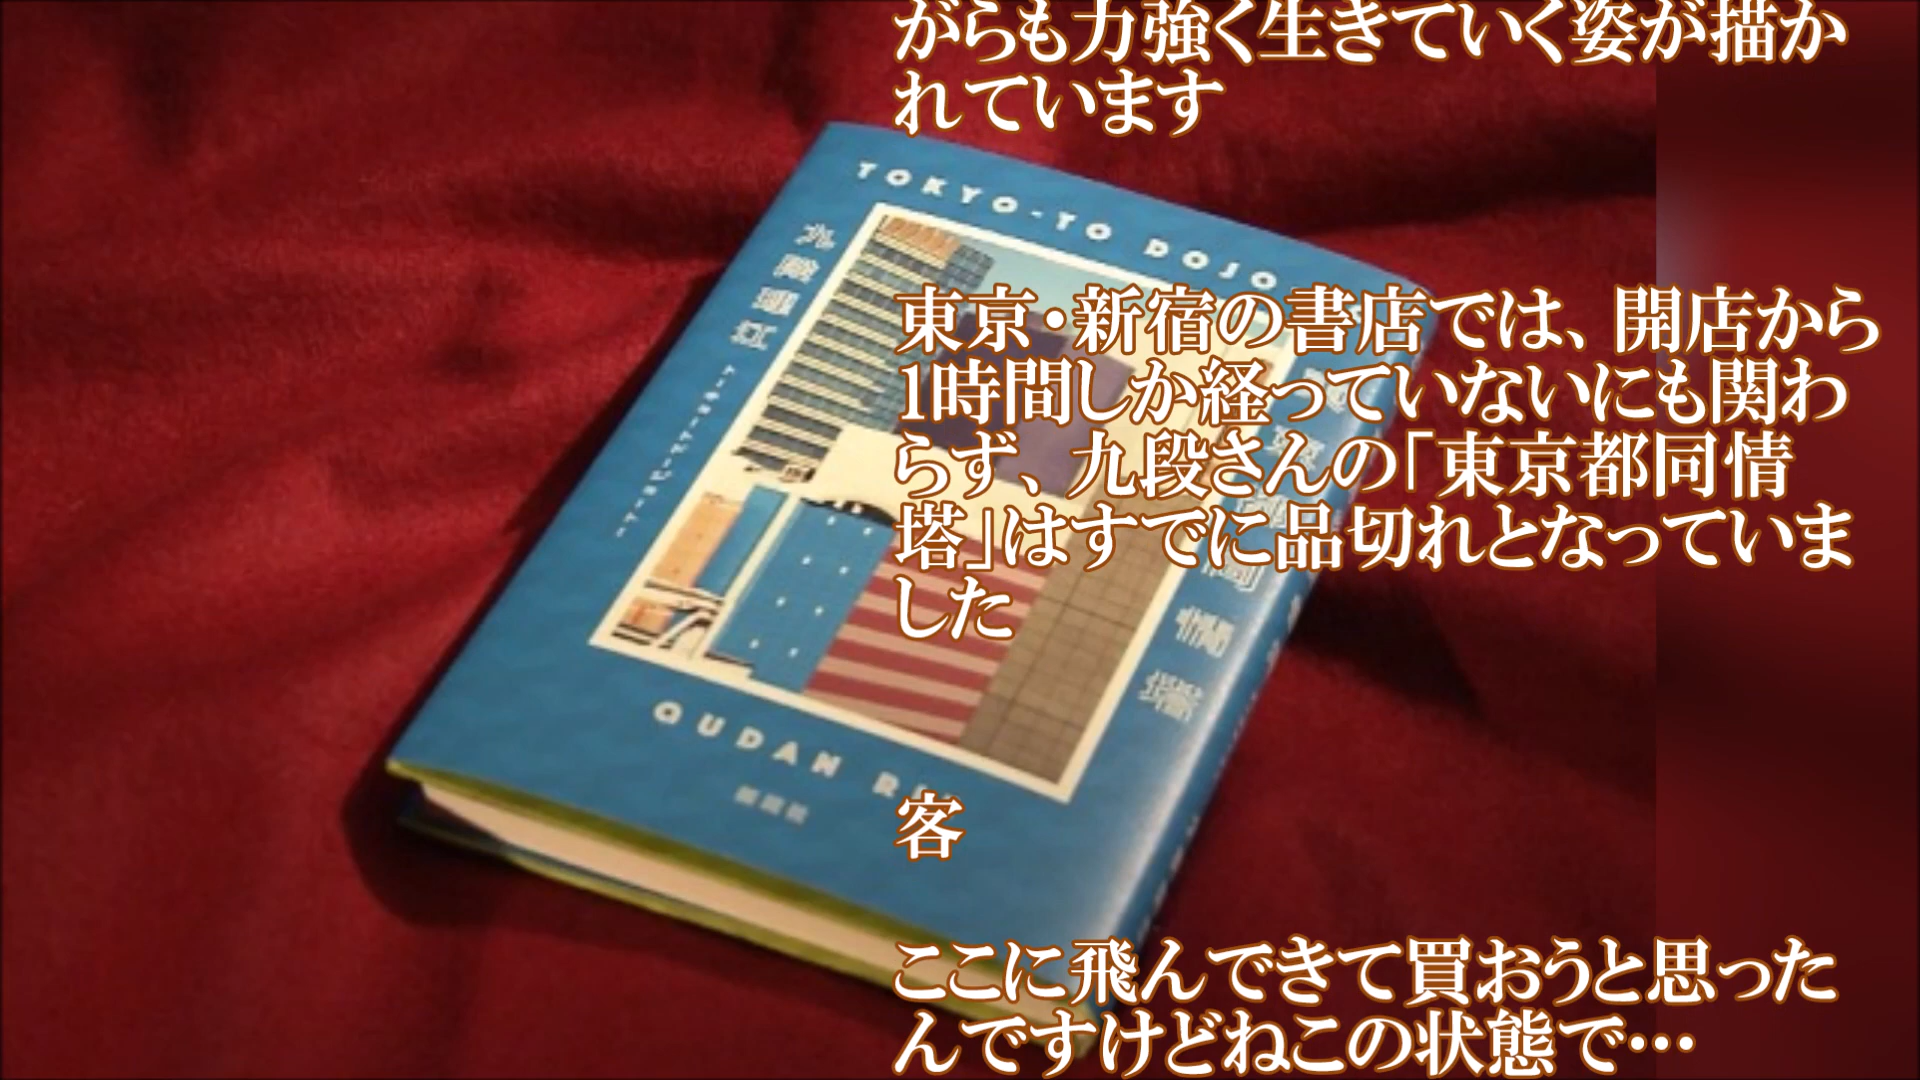 がらも力強く生きていく姿が描か
れています
東京・新宿の書店では、開店から
1時間しか経っていないにも関わ
らず、九段さんの「東京都同情
塔」はすでに品切れとなっていま
した
客
ここに飛んできて買おうと思った
んですけどねこの状態で…
TOKYO-TO DOJO
QUDAN